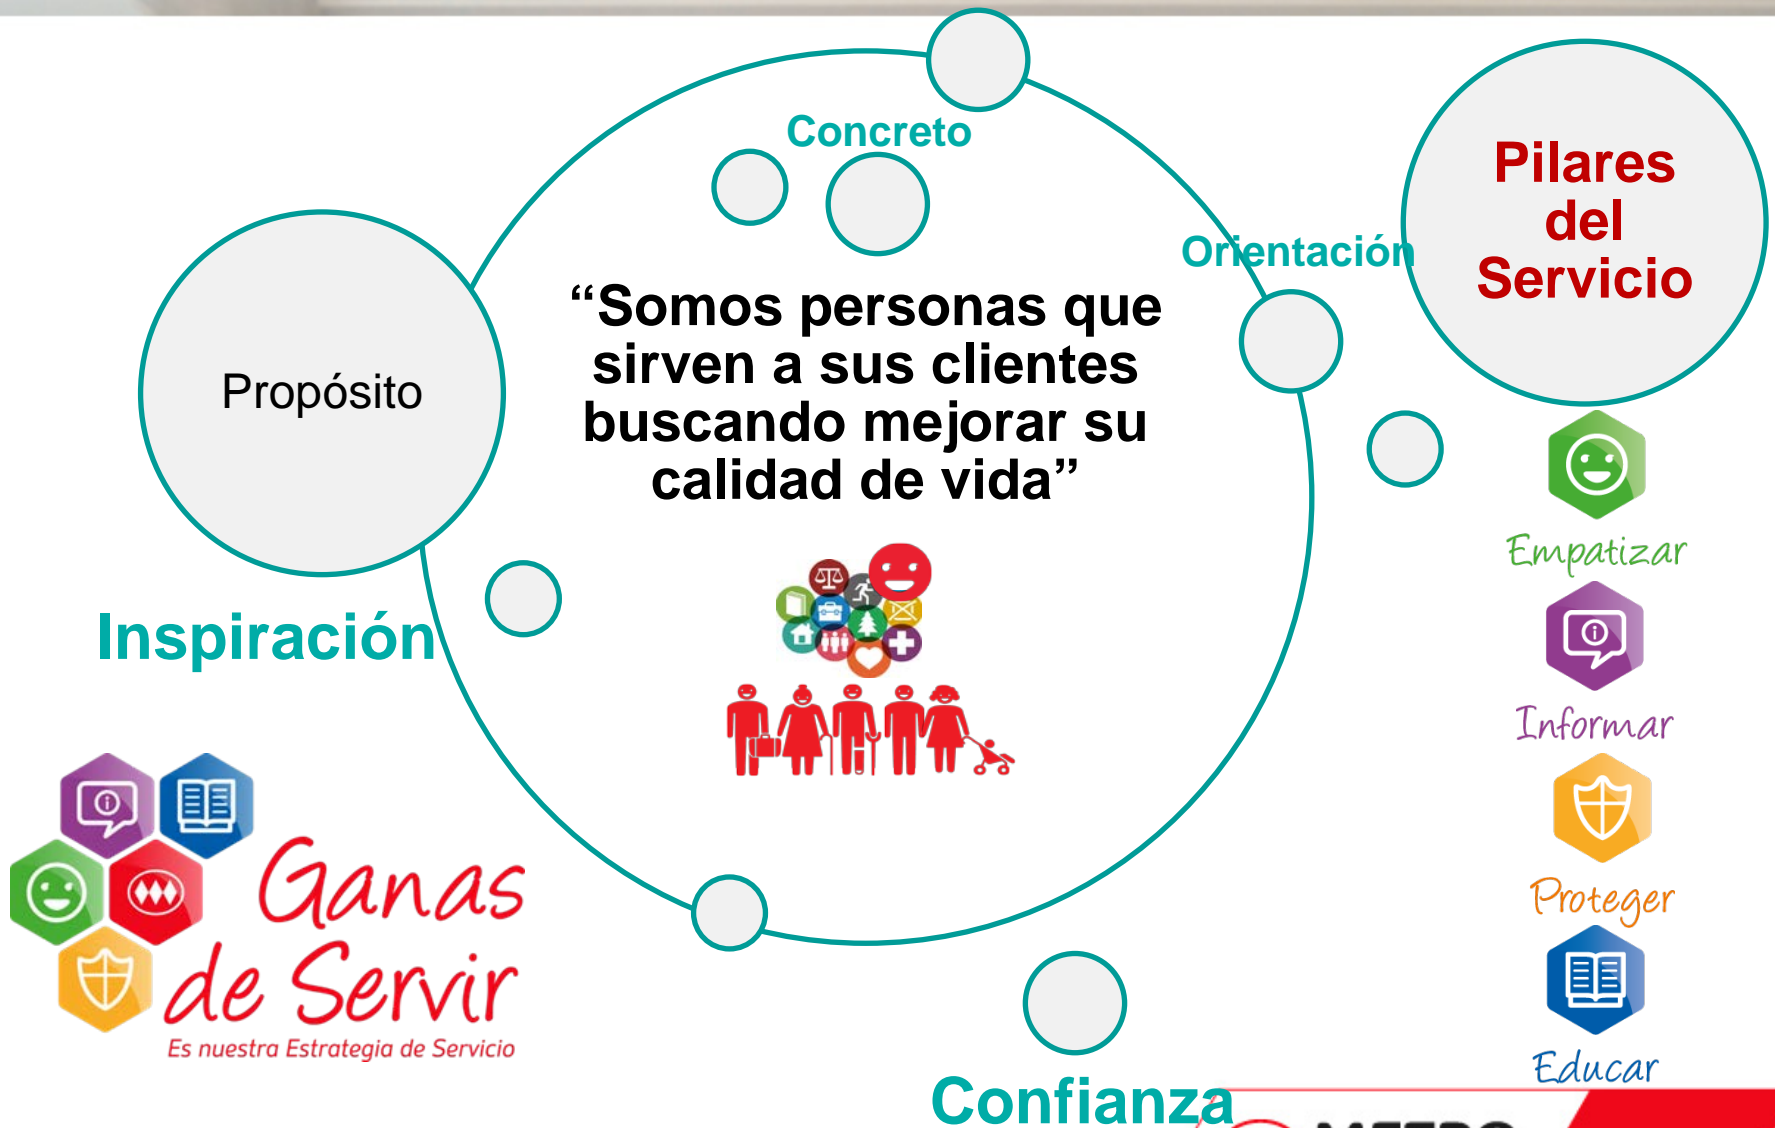 Concreto
Pilares
del
Servicio
Orientación
“Somos personas que
sirven a sus clientes
buscando mejorar su
calidad de vida”
Propósito
Inspiración
Empatizar
Informar
Proteger
Educar
Ganas
de Servir
Es nuestra Estrategia de Servicio
Confianza
METRO